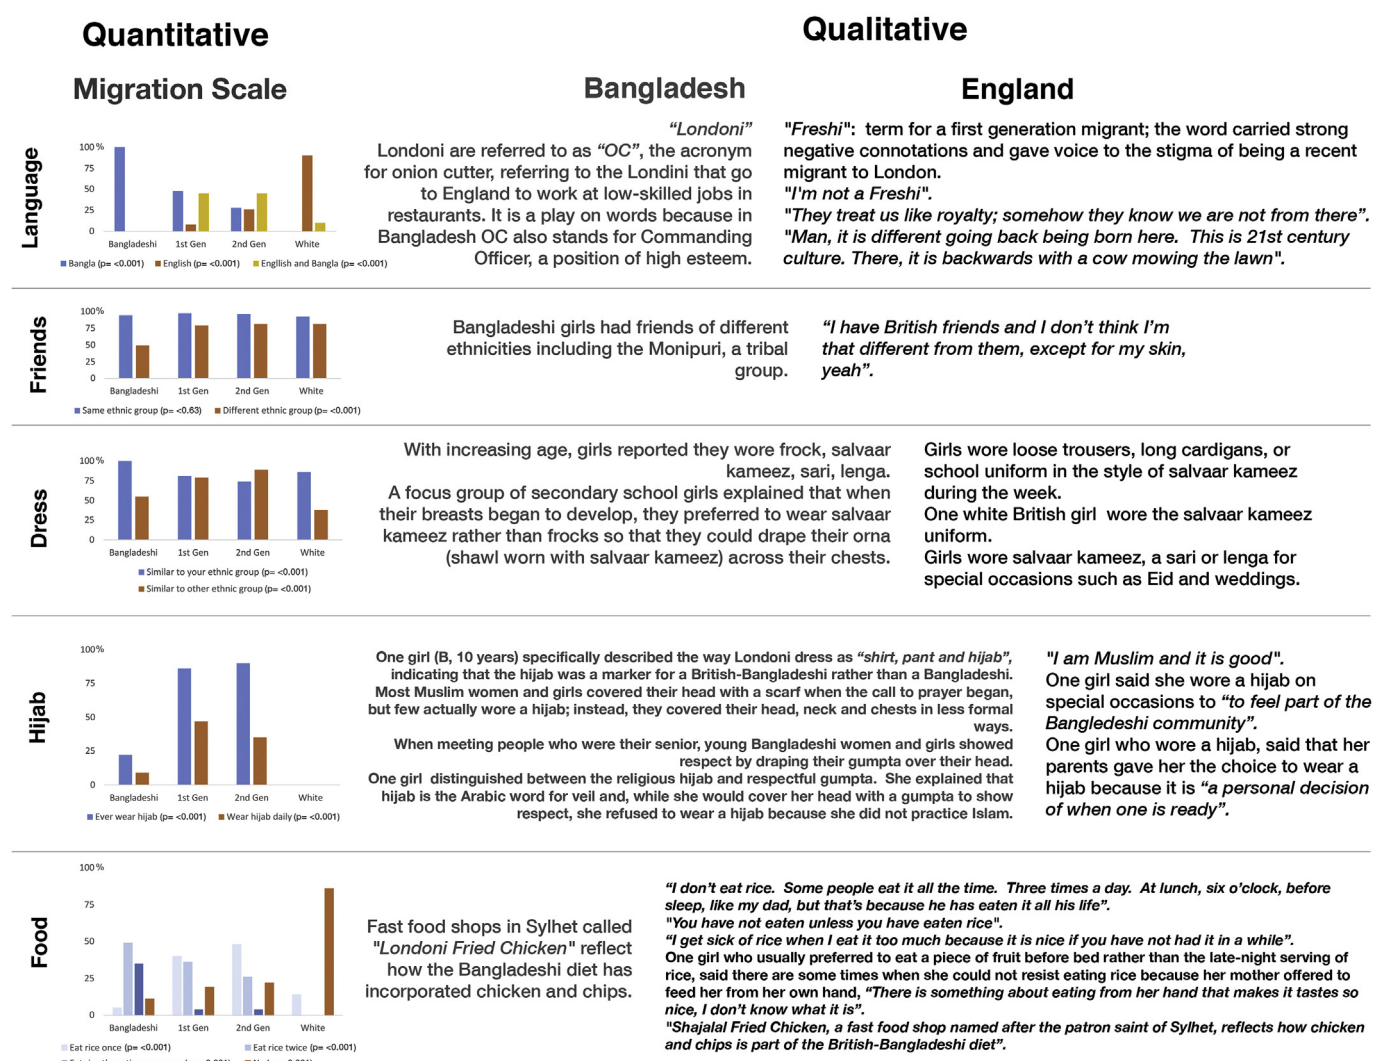 Quantitative
Qualitative
Migration Scale
Bangladesh
England
Language
100 %
75
50
25
0
Bangladeshi
1st Gen
2nd Gen
White
Bangla (p= <0.001)
English (p= <0.001)
Engllish and Bangla (p= <0.001)
“Londoni”
Londoni are referred to as “OC”, the acronym
for onion cutter, referring to the Londini that go
to England to work at low-skilled jobs in
restaurants. It is a play on words because in
Bangladesh OC also stands for Commanding
Officer, a position of high esteem.
"Freshi": term for a first generation migrant; the word carried strong
negative connotations and gave voice to the stigma of being a recent
migrant to London.
"I'm not a Freshi".
"They treat us like royalty; somehow they know we are not from there”.
"Man, it is different going back being born here. This is 21st century
culture. There, it is backwards with a cow mowing the lawn".
Friends
100%
75
50
25
0
Bangladeshi
1st Gen
2nd Gen
White
Same ethnic group (p= <0.63)
Different ethnic group (p= <0.001)
Bangladeshi girls had friends of different
ethnicities including the Monipuri, a tribal
group.
“I have British friends and I don’t think I’m
that different from them, except for my skin,
yeah”.
Dress
100 %
75
50
25
0
Bangladeshi
1st Gen
2nd Gen
White
Similar to your ethnic group (p= <0.001)
Similar to other ethnic group (p= <0.001)
With increasing age, girls reported they wore frock, salvaar
kameez, sari, lenga.
A focus group of secondary school girls explained that when
their breasts began to develop, they preferred to wear salvaar
kameez rather than frocks so that they could drape their orna
(shawl worn with salvaar kameez) across their chests.
Girls wore loose trousers, long cardigans, or
school uniform in the style of salvaar kameez
during the week.
One white British girl wore the salvaar kameez
uniform.
Girls wore salvaar kameez, a sari or lenga for
special occasions such as Eid and weddings.
Hijab
100%
75
50
25
0
Bangladeshi
1st Gen
2nd Gen
White
Ever wear hijab (p= <0.001)
Wear hijab daily (p= <0.001)
One girl (B, 10 years) specifically described the way Londoni dress as “shirt, pant and hijab”,
indicating that the hijab was a marker for a British-Bangladeshi rather than a Bangladeshi.
Most Muslim women and girls covered their head with a scarf when the call to prayer began,
but few actually wore a hijab; instead, they covered their head, neck and chests in less formal
ways.
When meeting people who were their senior, young Bangladeshi women and girls showed
respect by draping their gumpta over their head.
One girl distinguished between the religious hijab and respectful gumpta. She explained that
hijab is the Arabic word for veil and, while she would cover her head with a gumpta to show
respect, she refused to wear a hijab because she did not practice Islam.
"I am Muslim and it is good".
One girl said she wore a hijab on
special occasions to “to feel part of the
Bangledeshi community”.
One girl who wore a hijab, said that her
parents gave her the choice to wear a
hijab because it is “a personal decision
of when one is ready”.
Food
100%
75
50
25
0
Bangladeshi
1st Gen
2nd Gen
White
Eat rice once (p= <0.001)
Eat rice twice (p= <0.001)
Fast food shops in Sylhet called
"Londoni Fried Chicken" reflect
how the Bangladeshi diet has
incorporated chicken and chips.
“I don’t eat rice. Some people eat it all the time. Three times a day. At lunch, six o’clock, before
sleep, like my dad, but that’s because he has eaten it all his life”.
"You have not eaten unless you have eaten rice".
“I get sick of rice when I eat it too much because it is nice if you have not had it in a while”.
One girl who usually preferred to eat a piece of fruit before bed rather than the late-night serving of
rice, said there are some times when she could not resist eating rice because her mother offered to
feed her from her own hand, “There is something about eating from her hand that makes it tastes so
nice, I don’t know what it is”.
"Shajalal Fried Chicken, a fast food shop named after the patron saint of Sylhet, reflects how chicken
and chips is part of the British-Bangladeshi diet”.